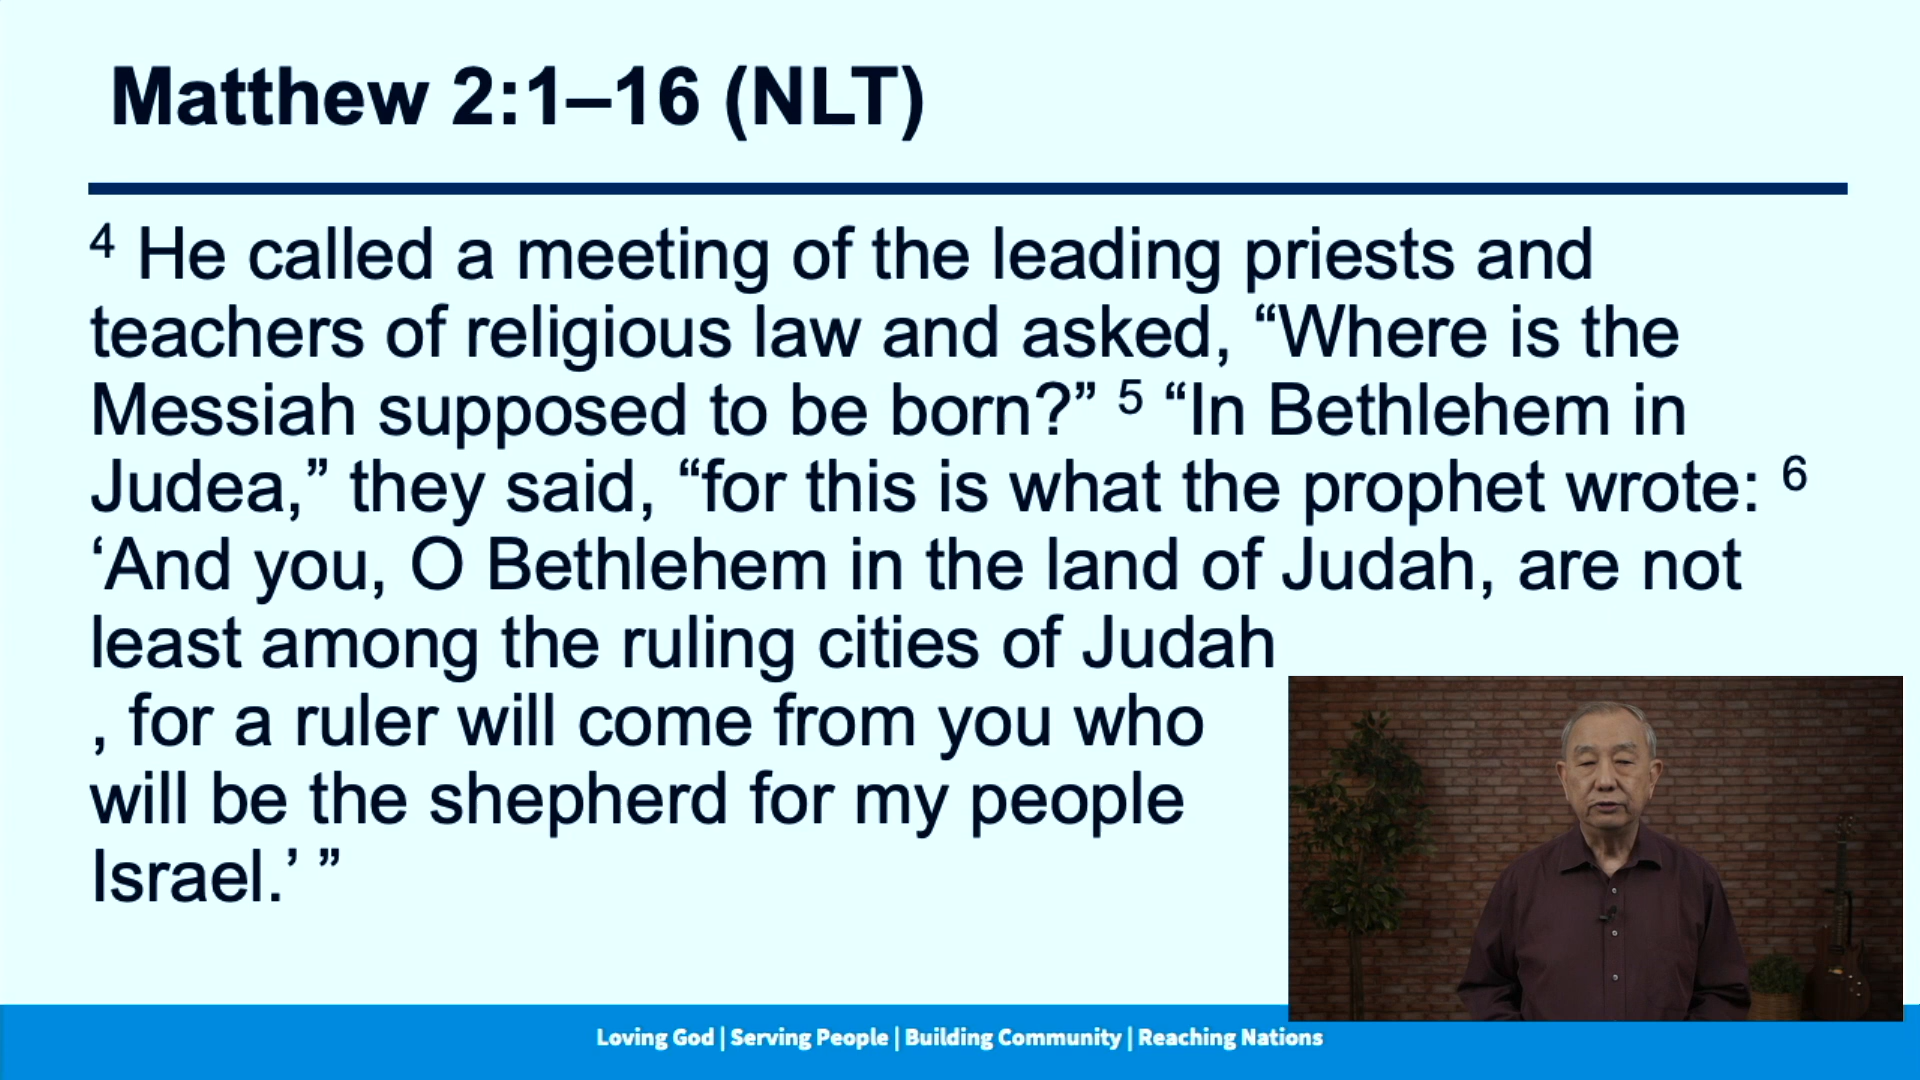 Matthew 2:1–16 (NLT)
4 He called a meeting of the leading priests and
teachers of religious law and asked, “Where is the
Messiah supposed to be born?” 5 “In Bethlehem in
Judea,” they said, “for this is what the prophet wrote: 6
‘And you, O Bethlehem in the land of Judah, are not
least among the ruling cities of Judah
, for a ruler will come from you who
will be the shepherd for my people
Israel.’ ”
Loving God | Serving People | Building Community | Reaching Nations